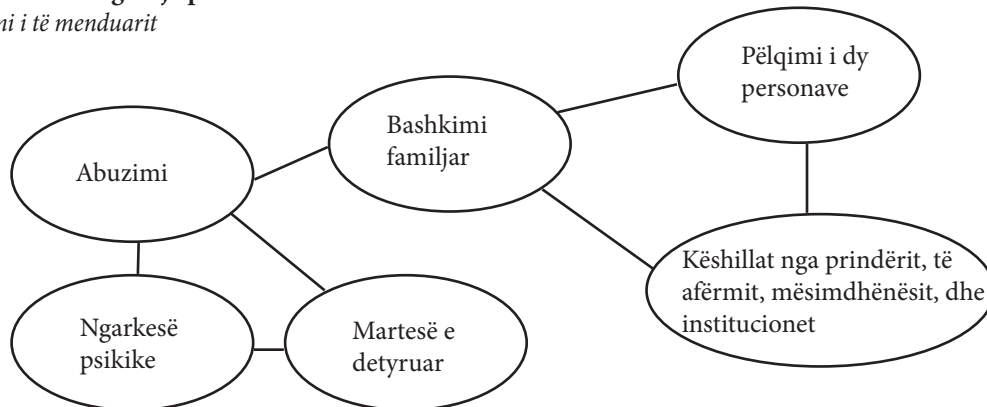 ni i të menduarit
Pëlqimi i dy
personave
Bashkimi
familjar
Abuzimi
Këshillat nga prindërit, të
afërmit, mësimdhënësit, dhe
institucionet
Ngarkesë
psikike
Martesë e
detyruar